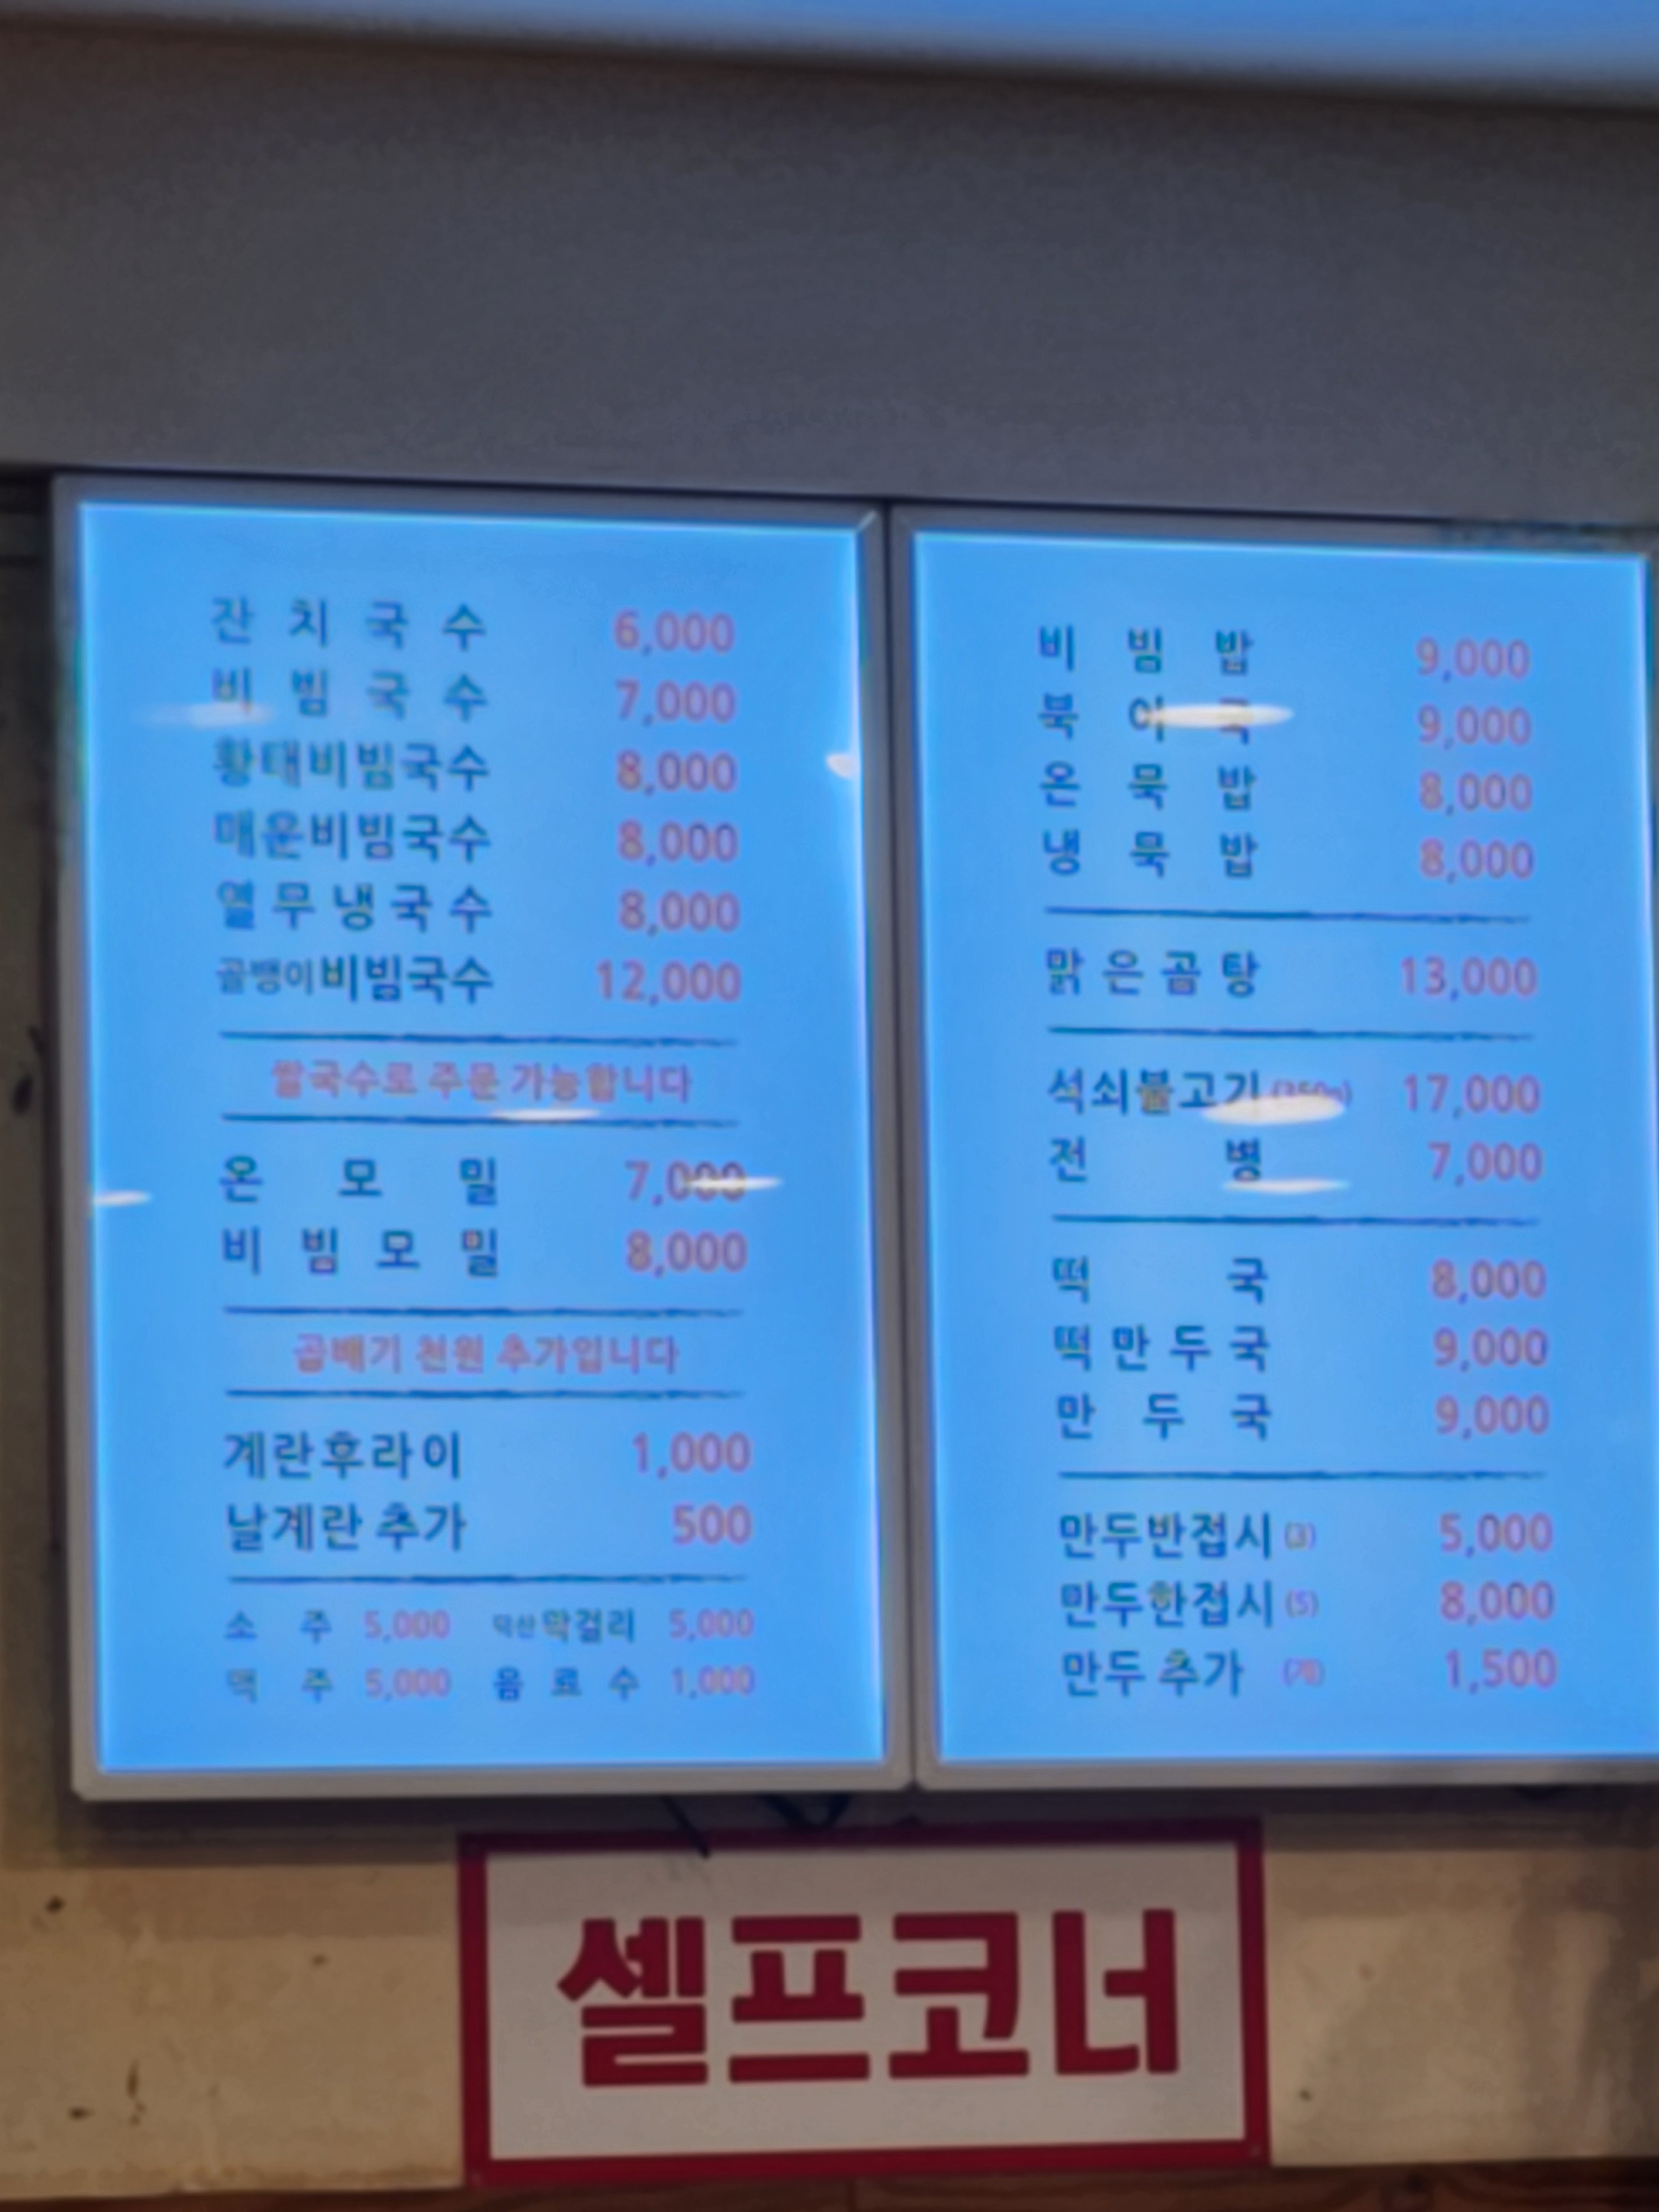 잔치국수 6,000
비빔국수 7,000
황태비빔국수 8,000
매운비빔국수 8,000
열무냉국수 8,000
골뱅이비빔국수 12,000
쌀국수로 주문 가능합니다
온모밀 7,000
비빔모밀 8,000
곱배기 천원 추가입니다
계란후라이 1,000
날계란 추가 500
소주 5,000 막걸리 5,000
맥주 5,000 음료수 1,000
비빔밥 9,000
북어국 9,000
온묵밥 8,000
냉묵밥 8,000
맑은곰탕 13,000
석쇠불고기 17,000
전병 7,000
떡국 8,000
떡만두국 9,000
만두국 9,000
만두반접시 (3) 5,000
만두한접시 (5) 8,000
만두 추가 (개) 1,500
셀프코너